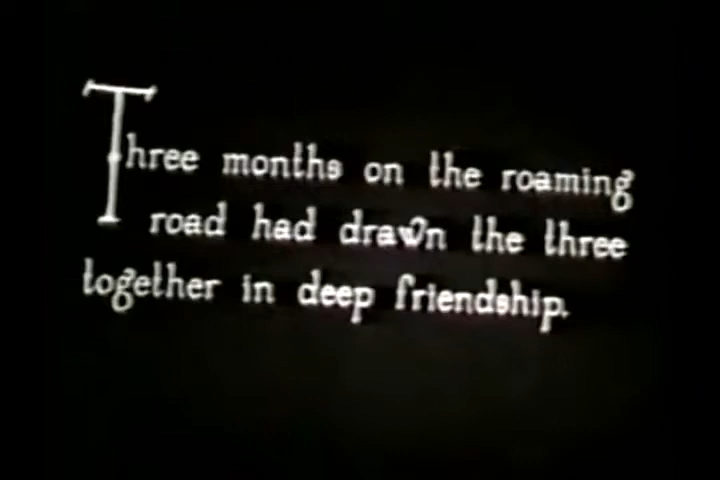 Three months on the roaming
road had drawn the three
together in deep friendship.